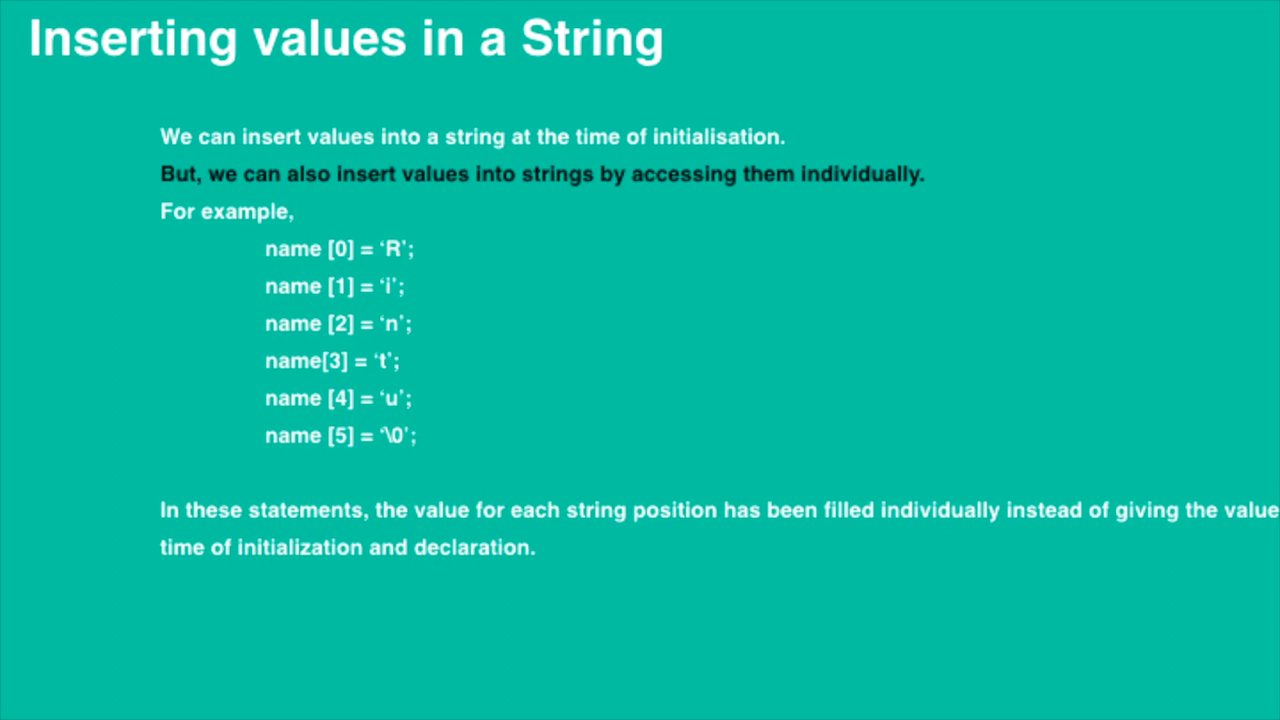 Inserting values in a String
We can insert values into a string at the time of initialisation.
But, we can also insert values into strings by accessing them individually.
For example,
name [0] = ‘R’;
name [1] = ‘i’;
name [2] = ‘n’;
name[3] = ‘t’;
name [4] = ‘u’;
name [5] = ‘\0’;
In these statements, the value for each string position has been filled individually instead of giving the value
time of initialization and declaration.